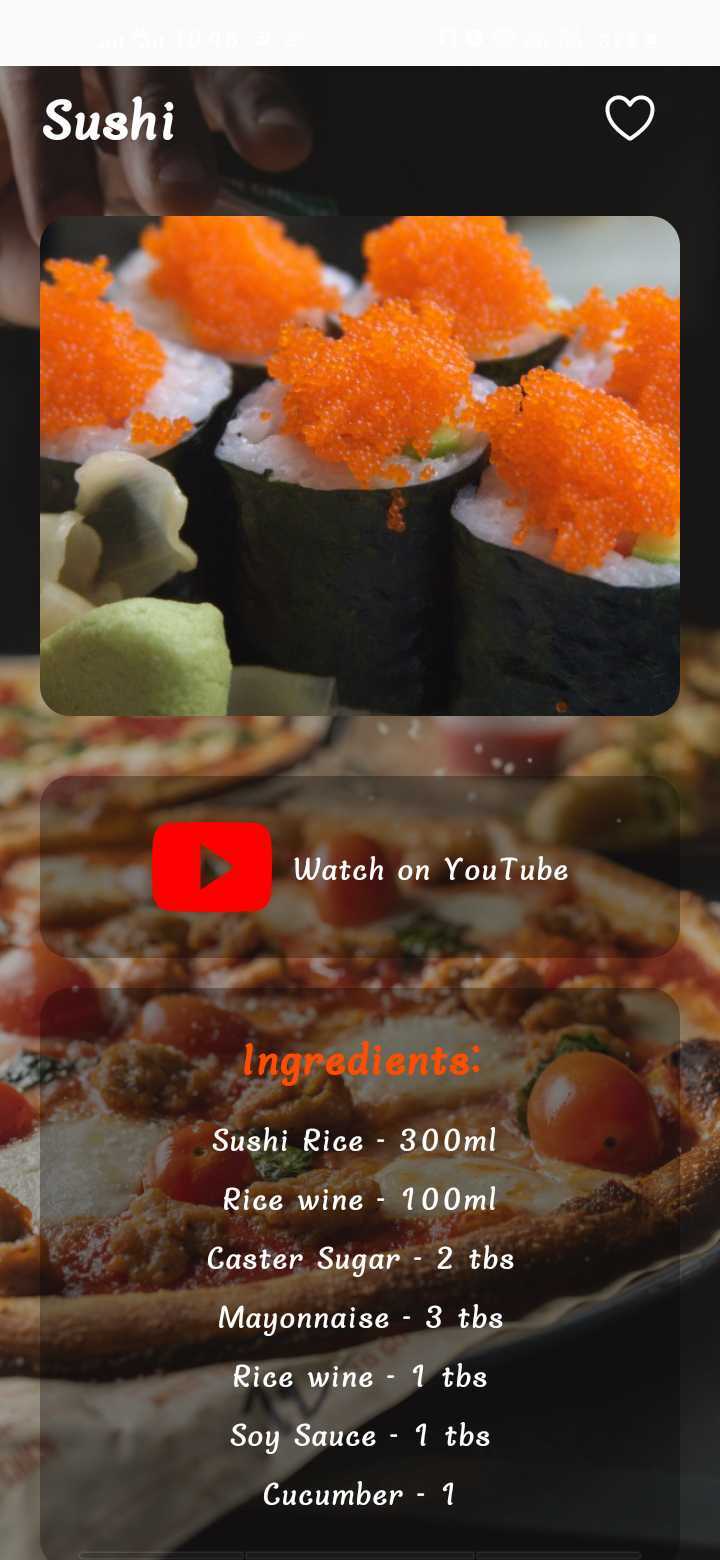 Sushi
Watch on YouTube
Ingredients:
Sushi Rice - 300ml
Rice wine - 100ml
Caster Sugar - 2 tbs
Mayonnaise - 3 tbs
Rice wine - 1 tbs
Soy Sauce - 1 tbs
Cucumber - 1